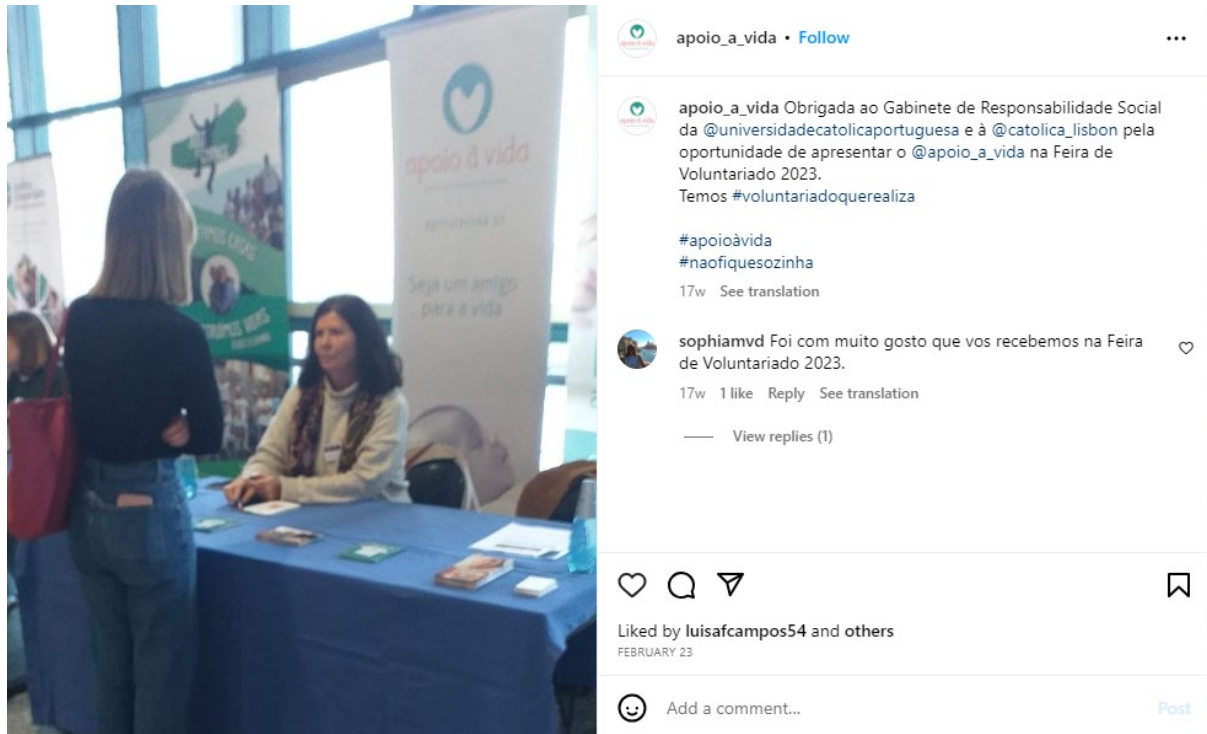 apoio à vida
Seja um amigo
para a vida
apoio_a_vida • Follow
apoio_a_vida Obrigada ao Gabinete de Responsabilidade Social
da @universidadecatolicaportuguesa e à @catolica_lisbon pela
oportunidade de apresentar o @apoio_a_vida na Feira de
Voluntariado 2023.
Temos #voluntariadoquerealiza
#apoioàvida
#naofiquesozinha
17w See translation
sophiamvd Foi com muito gosto que vos recebemos na Feira
de Voluntariado 2023.
17w 1 like Reply See translation
View replies (1)
Liked by luisafcampos54 and others
FEBRUARY 23
Add a comment...
Post